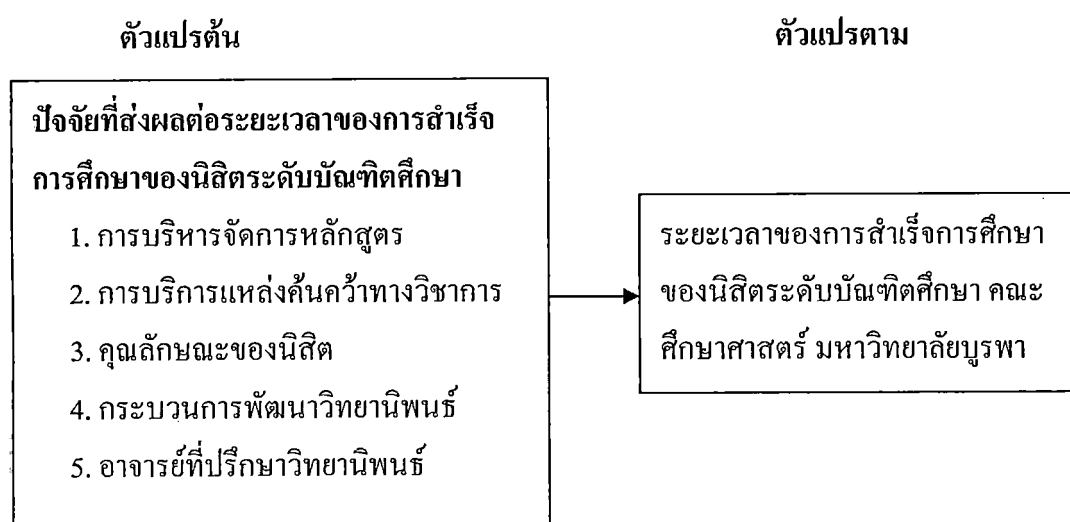 ตัวแปรต้น
ตัวแปรตาม
ปัจจัยที่ส่งผลต่อระยะเวลาของการสำเร็จ
การศึกษาของนิสิตระดับบัณฑิตศึกษา
1. การบริหารจัดการหลักสูตร
2. การบริการแหล่งค้นคว้าทางวิชาการ
3. คุณลักษณะของนิสิต
4. กระบวนการพัฒนาวิทยานิพนธ์
5. อาจารย์ที่ปรึกษาวิทยานิพนธ์
ระยะเวลาของการสำเร็จการศึกษา
ของนิสิตระดับบัณฑิตศึกษา คณะ
ศึกษาศาสตร์ มหาวิทยาลัยบูรพา